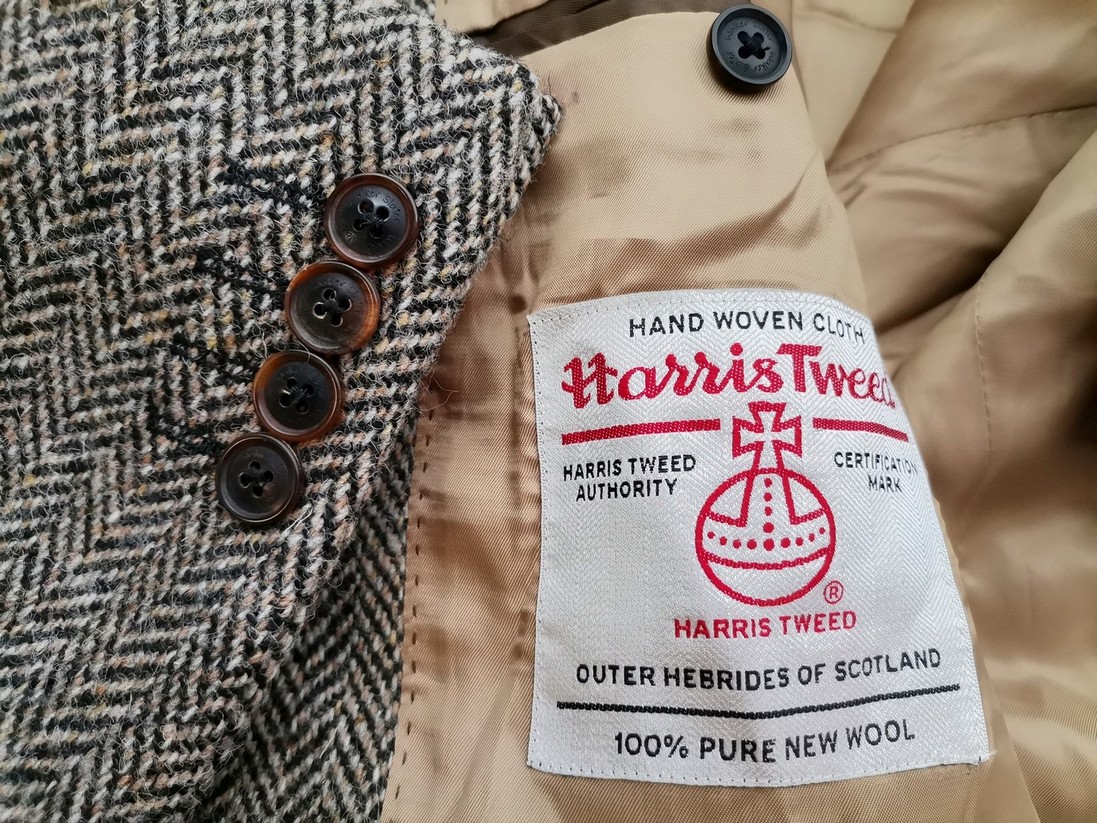 HAND WOVEN CLOTH
Harris Tweed
HARRIS TWEED
AUTHORITY
CERTIFICATION
MARK
®
HARRIS TWEED
OUTER HEBRIDES OF SCOTLAND
100% PURE NEW WOOL